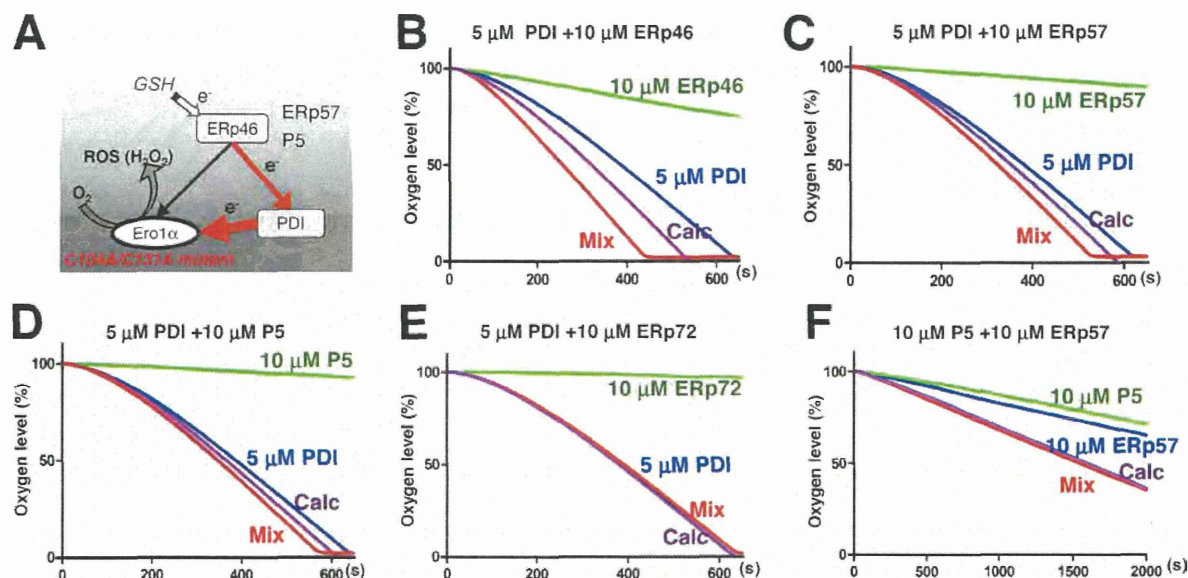 A
GSH
e-
ERp57
ERp46
P5
ROS (H2O2)
e-
O2
e-
PDI
Ero1α
C104A/C131A mutant
B
5 μM PDI +10 μM ERp46
Oxygen level (%)
100
50
0
10 μM ERp46
5 μM PDI
Calc
Mix
0 200 400 600 (s)
C
5 μM PDI +10 μM ERp57
Oxygen level (%)
100
50
0
10 μM ERp57
5 μM PDI
Calc
Mix
0 200 400 600 (s)
D
5 μM PDI +10 μM P5
Oxygen level (%)
100
50
0
10 μM P5
5 μM PDI
Calc
Mix
0 200 400 600 (s)
E
5 μM PDI +10 μM ERp72
Oxygen level (%)
100
50
0
10 μM ERp72
5 μM PDI
Mix
Calc
0 200 400 600 (s)
F
10 μM P5 +10 μM ERp57
Oxygen level (%)
100
50
0
10 μM P5
10 μM ERp57
Calc
Mix
0 500 1000 1500 2000 (s)